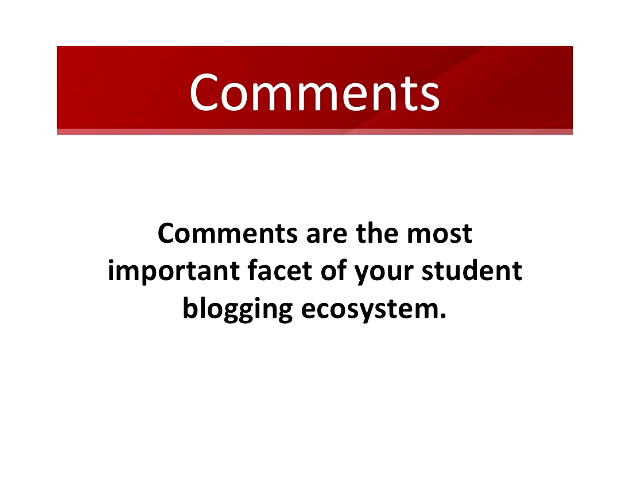 Comments
Comments are the most
important facet of your student
blogging ecosystem.